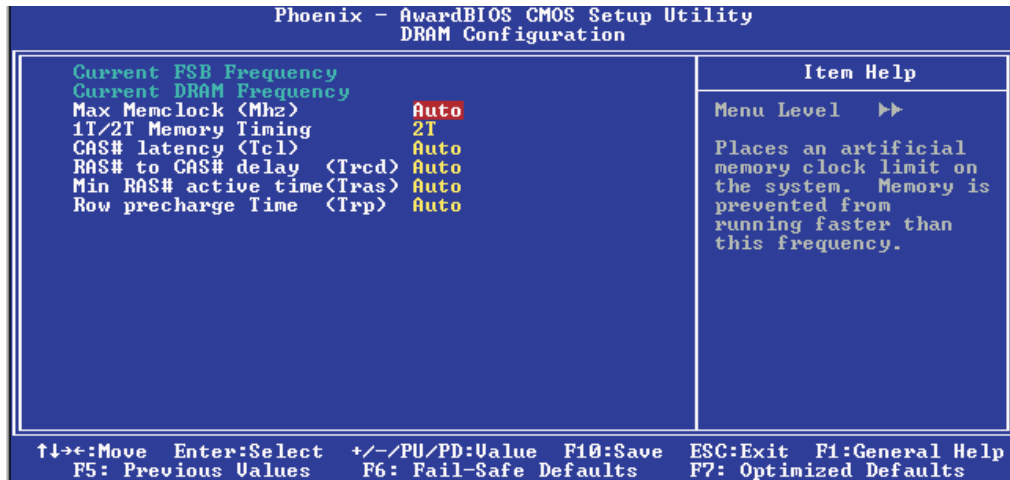 Phoenix - AwardBIOS CMOS Setup Utility
DRAM Configuration
Current FSB Frequency
Current DRAM Frequency
Max Memclock (Mhz) Auto
1T/2T Memory Timing 2T
CAS# latency (Tcl) Auto
RAS# to CAS# delay (Trcd) Auto
Min RAS# active time(Tras) Auto
Row precharge Time (Trp) Auto
Item Help
Menu Level ►►
Places an artificial
memory clock limit on
the system. Memory is
prevented from
running faster than
this frequency.
↑↓→←:Move Enter:Select +/-/PU/PD:Value F10:Save ESC:Exit F1:General Help
F5: Previous Values F6: Fail-Safe Defaults F7: Optimized Defaults